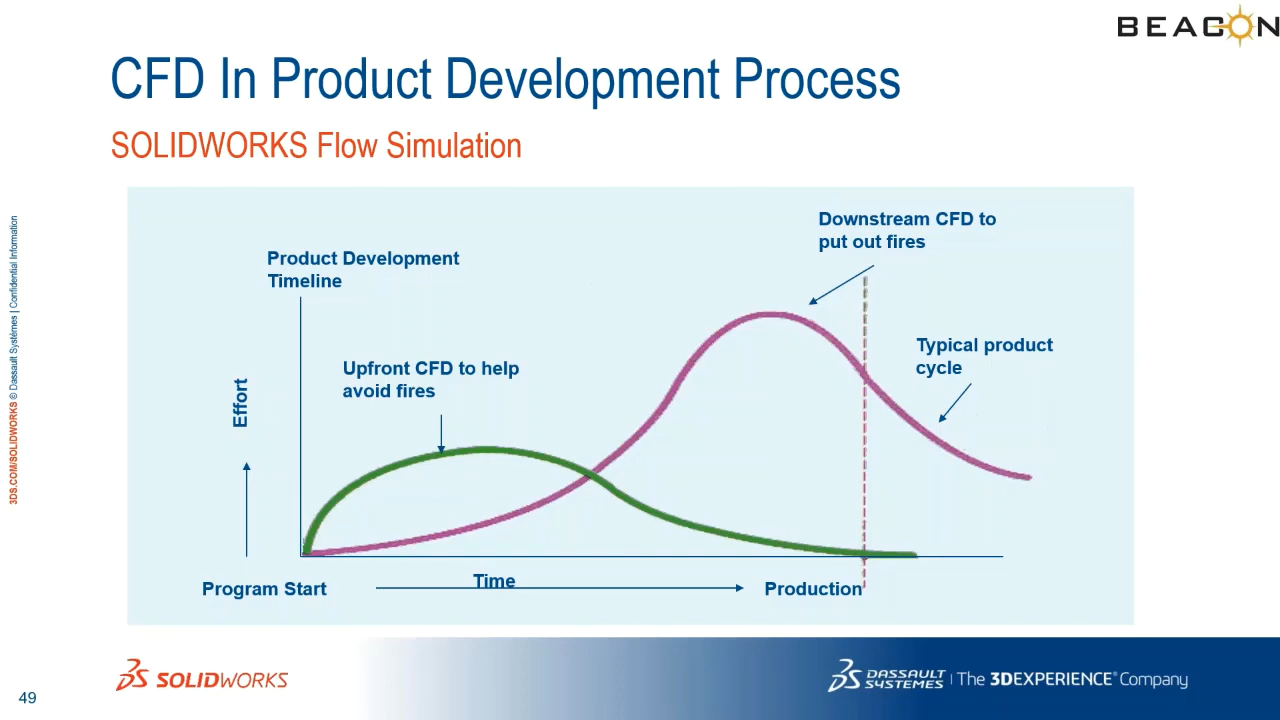 BEACON
CFD In Product Development Process
SOLIDWORKS Flow Simulation
3DS.COM/SOLIDWORKS © Dassault Systèmes | Confidential Information
Downstream CFD to
put out fires
Product Development
Timeline
Typical product
cycle
Upfront CFD to help
avoid fires
Effort
Program Start
Time
Production
SOLIDWORKS
DASSAULT
SYSTEMES
The 3DEXPERIENCE® Company
49